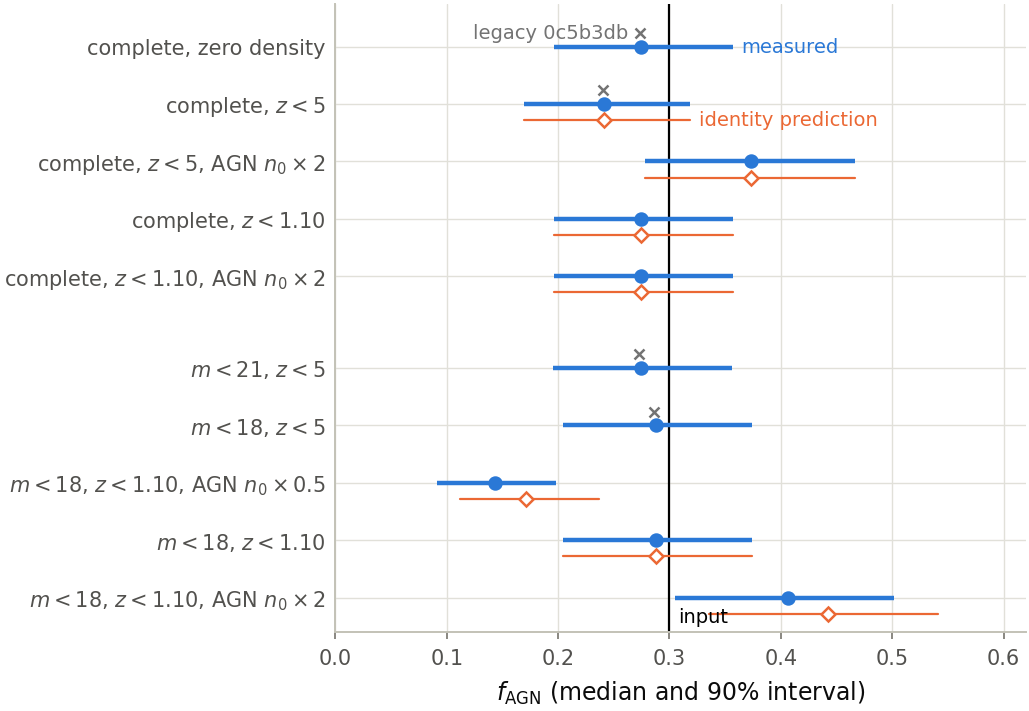 legacy 0c5b3db
complete, zero density
measured
complete, z < 5
identity prediction
complete, z < 5, AGN n₀ × 2
complete, z < 1.10
complete, z < 1.10, AGN n₀ × 2
m < 21, z < 5
m < 18, z < 5
m < 18, z < 1.10, AGN n₀ × 0.5
m < 18, z < 1.10
m < 18, z < 1.10, AGN n₀ × 2
input
0.0 0.1 0.2 0.3 0.4 0.5 0.6
f_AGN (median and 90% interval)